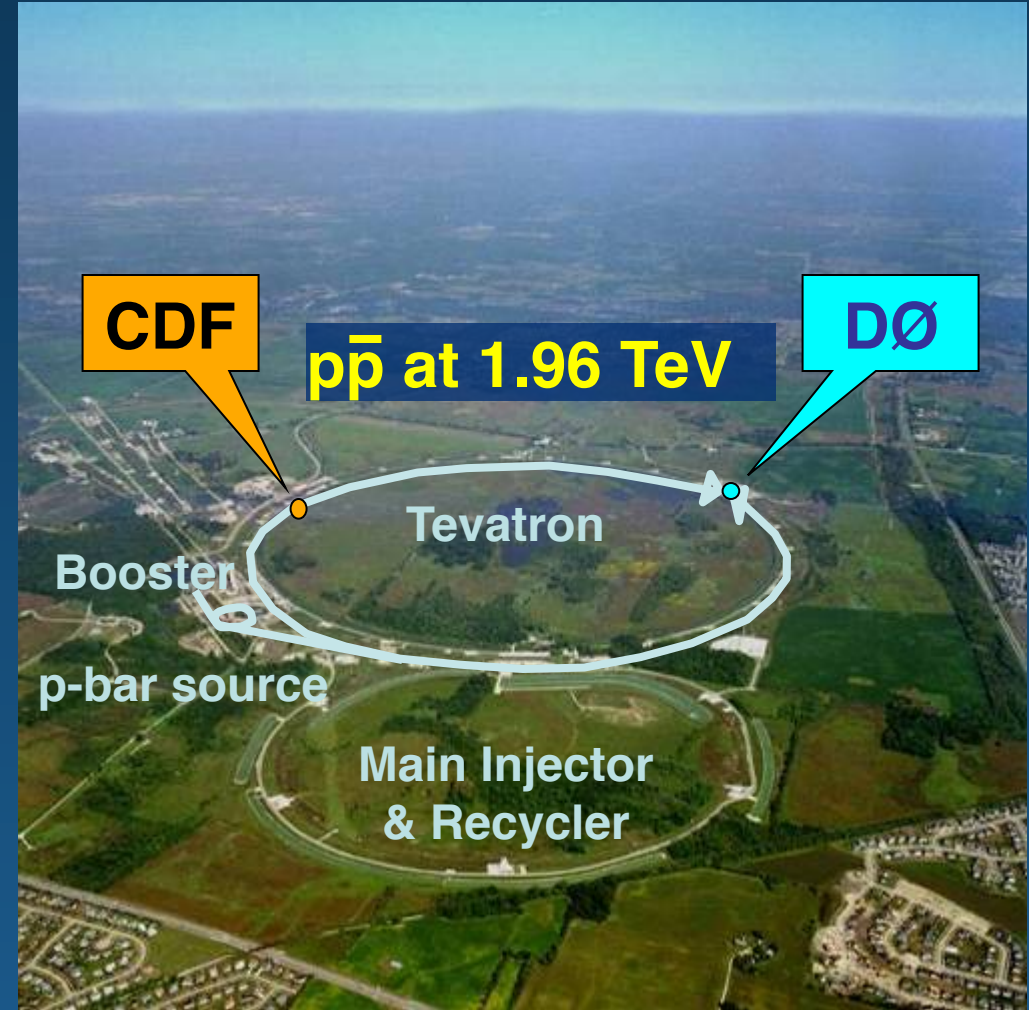 CDF
DØ
pp̅ at 1.96 TeV
Tevatron
Booster
p-bar source
Main Injector
& Recycler